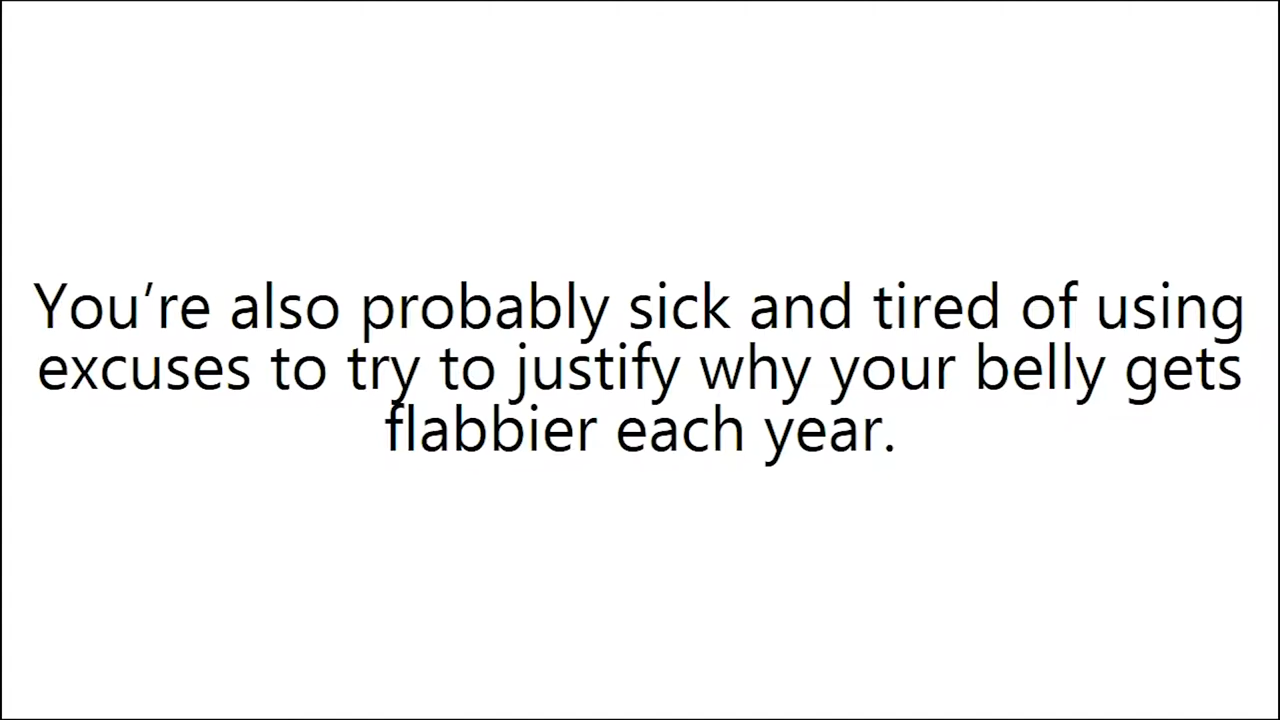 You’re also probably sick and tired of using
excuses to try to justify why your belly gets
flabbier each year.